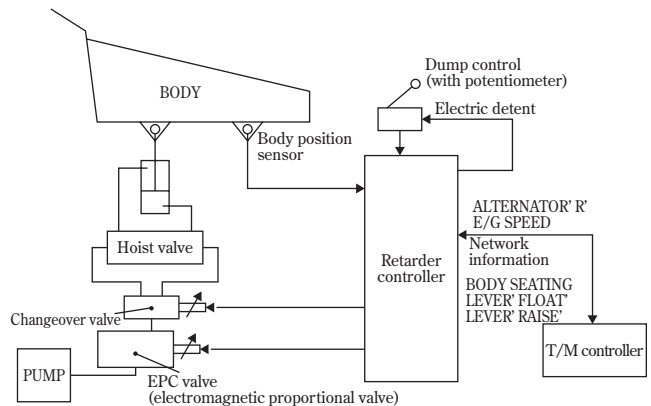 Dump control
(with potentiometer)
BODY
Electric detent
Body position
sensor
ALTERNATOR' R'
E/G SPEED
Hoist valve
Retarder
controller
Network
information
BODY SEATING
LEVER' FLOAT'
LEVER' RAISE'
Changeover valve
T/M controller
PUMP
EPC valve
(electromagnetic proportional valve)